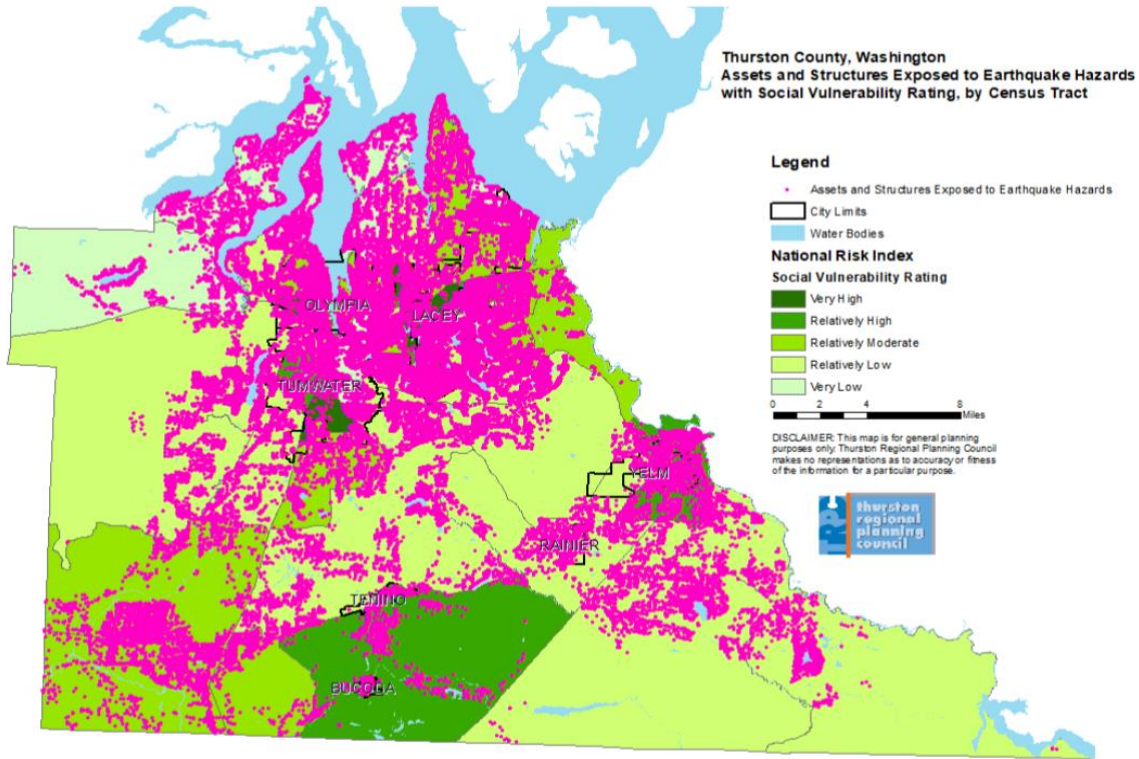 Thurston County, Washington
Assets and Structures Exposed to Earthquake Hazards
with Social Vulnerability Rating, by Census Tract
Legend
Assets and Structures Exposed to Earthquake Hazards
City Limits
Water Bodies
National Risk Index
Social Vulnerability Rating
Very High
Relatively High
Relatively Moderate
Relatively Low
Very Low
0 2 4 8
Miles
DISCLAIMER: This map is for general planning
purposes only. Thurston Regional Planning Council
makes no representations as to accuracy or fitness
of the information for a particular purpose.
TRPC
thurston
regional
planning
council
OLYMPIA
LACEY
TUMWATER
YELM
RAINIER
TENINO
BUCODA